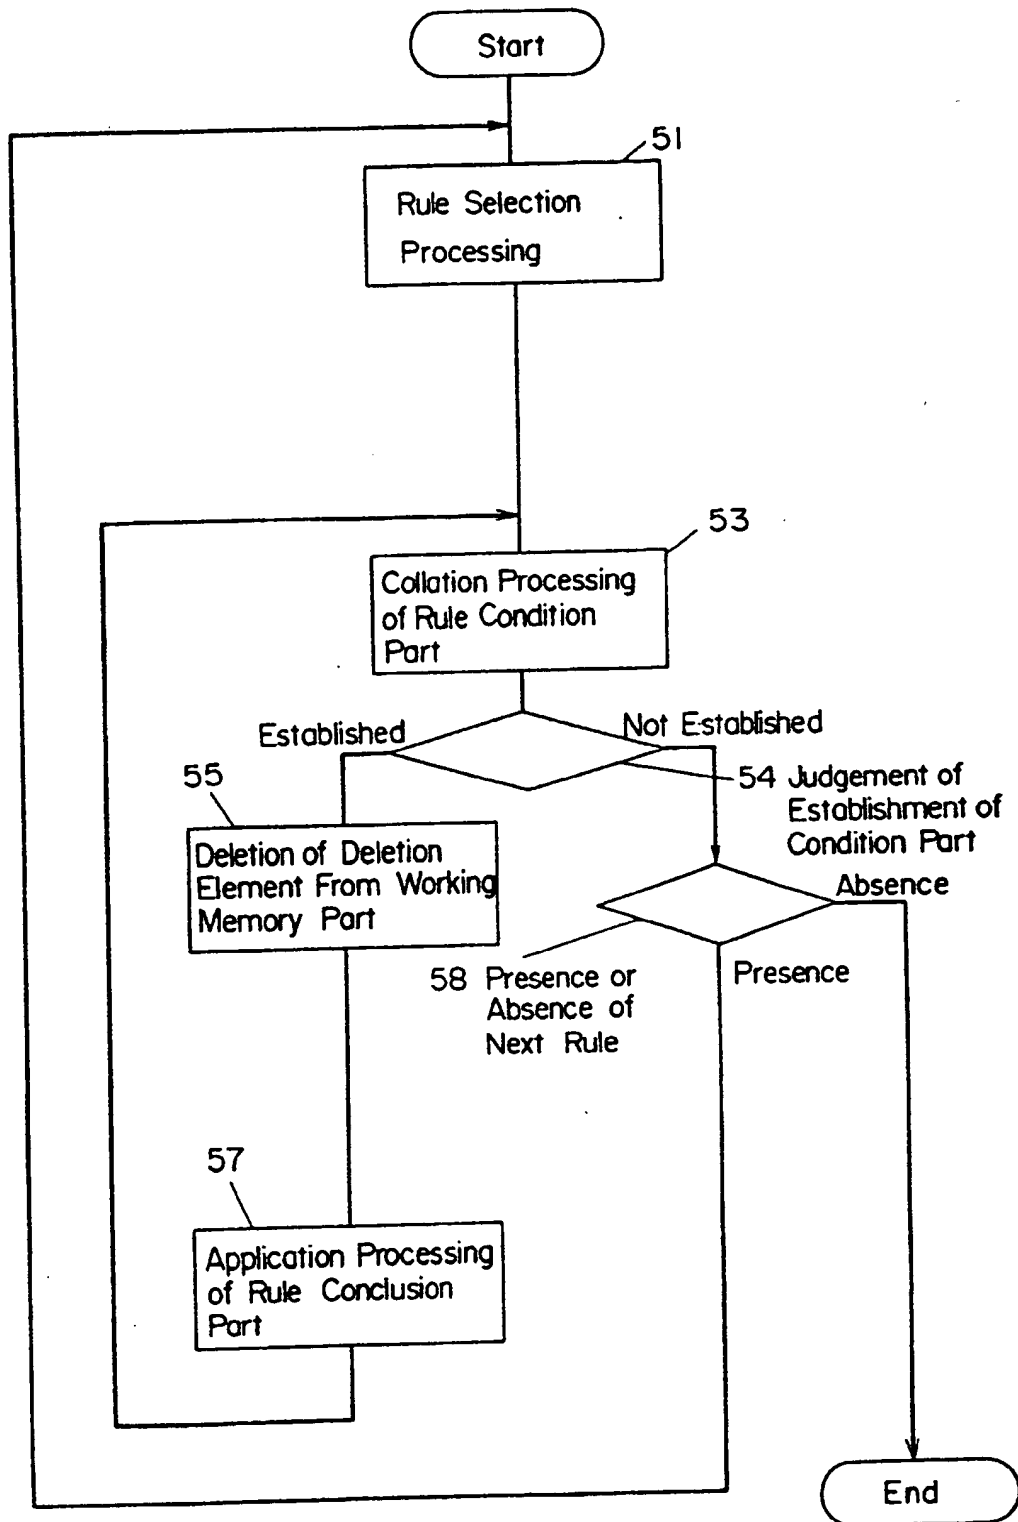 Start
51
Rule Selection
Processing
53
Collation Processing
of Rule Condition
Part
Established
Not Established
54 Judgement of
Establishment of
Condition Part
55
Deletion of Deletion
Element From Working
Memory Part
Absence
58 Presence or
Absence of
Next Rule
Presence
57
Application Processing
of Rule Conclusion
Part
End